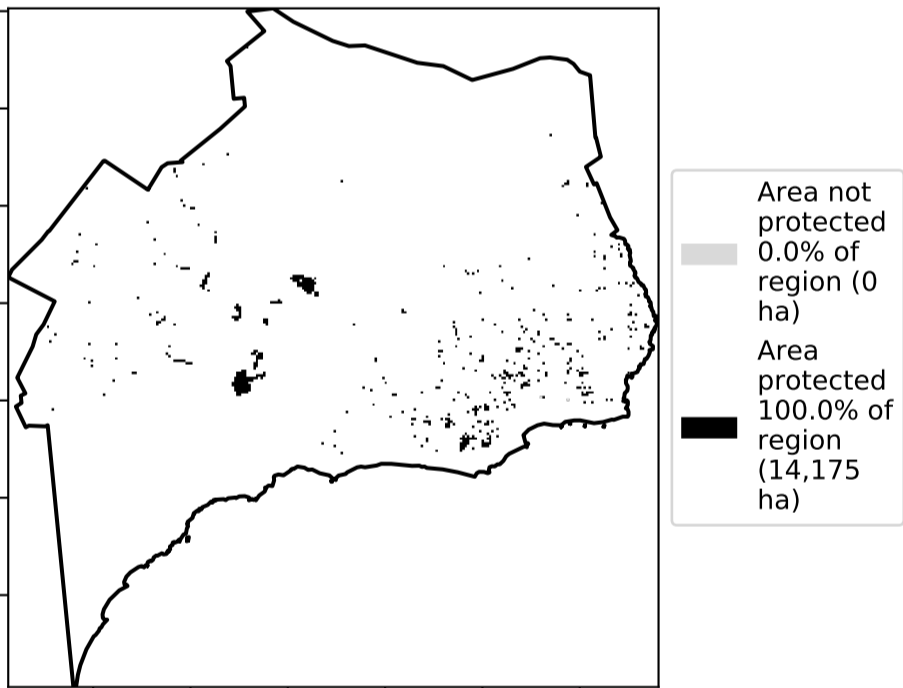 Area not
protected
0.0% of
region (0
ha)
Area
protected
100.0% of
region
(14,175
ha)